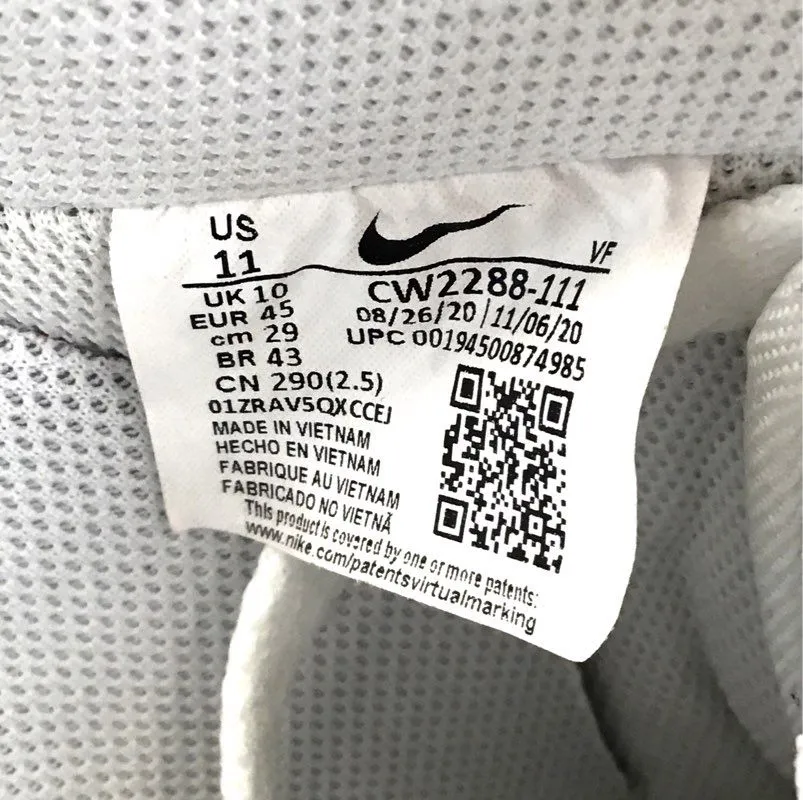 US
11
UK 10
EUR 45
cm 29
BR 43
CN 290(2.5)
01ZRAV5QXCCEJ
MADE IN VIETNAM
HECHO EN VIETNAM
FABRIQUE AU VIETNAM
FABRICADO NO VIETNÃ
This product is covered by one or more patents:
www.nike.com/patentsvirtualmarking
VF
CW2288-111
08/26/20|11/06/20
UPC 00194500874985